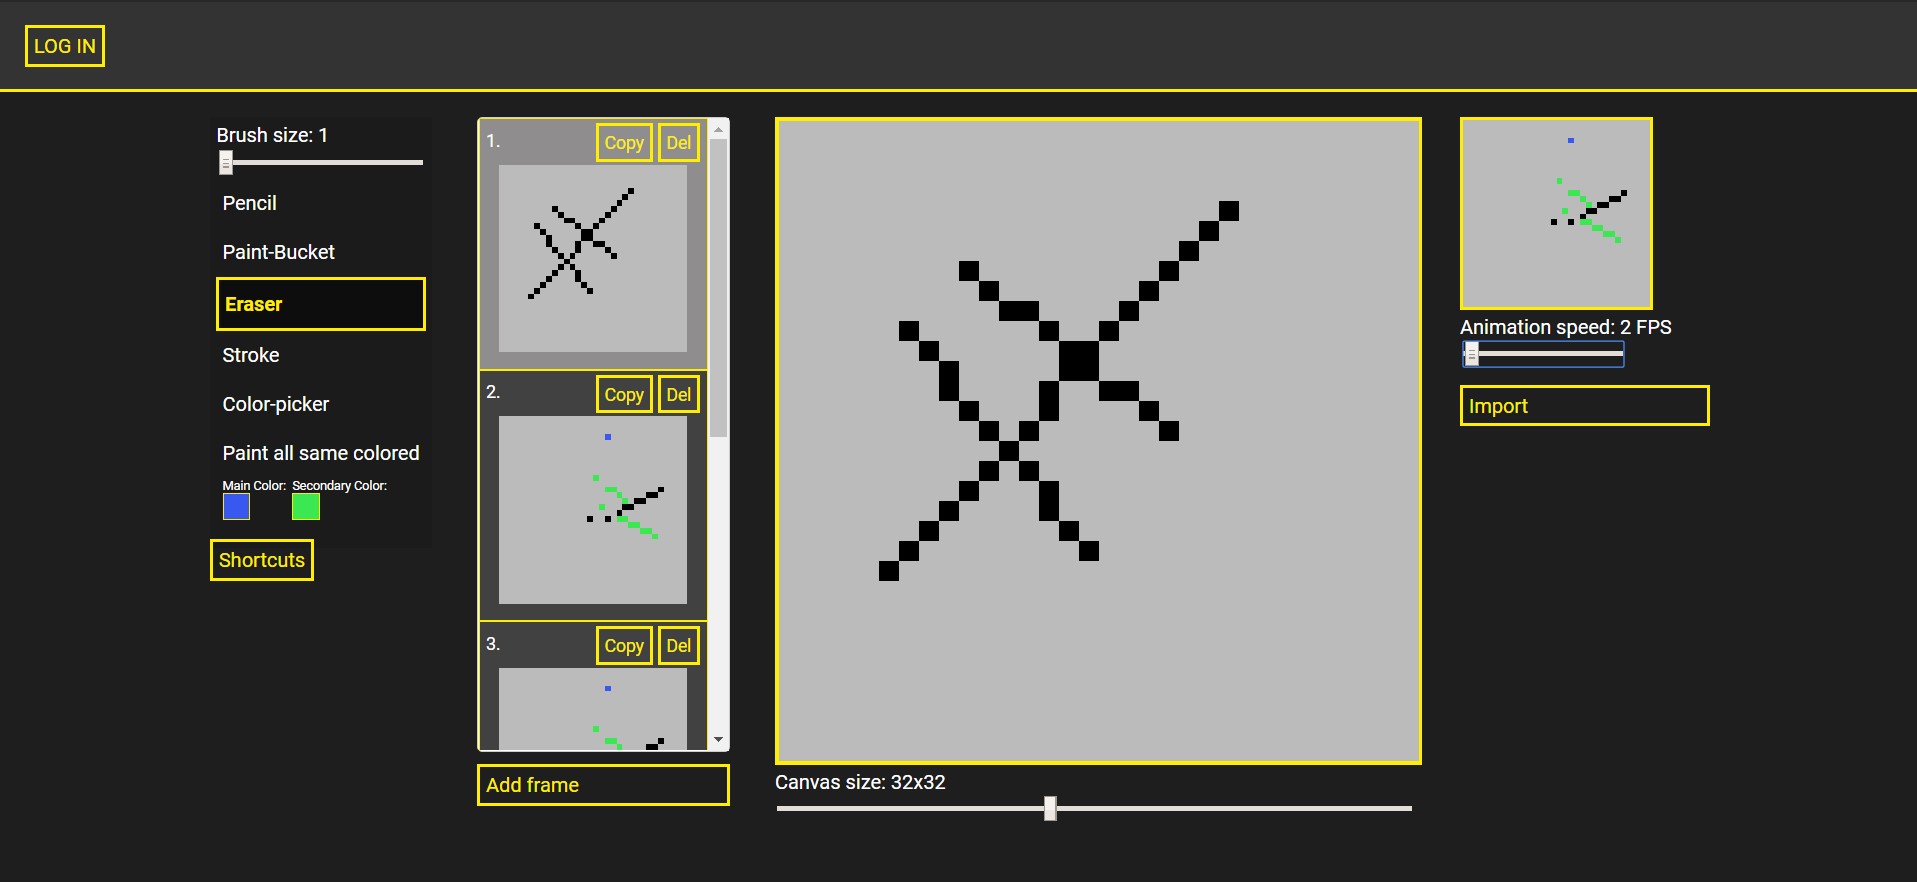 LOG IN
Brush size: 1
Pencil
Paint-Bucket
Eraser
Stroke
Color-picker
Paint all same colored
Main Color: Secondary Color:
Shortcuts
1. Copy Del
2. Copy Del
3. Copy Del
Add frame
Canvas size: 32x32
Animation speed: 2 FPS
Import